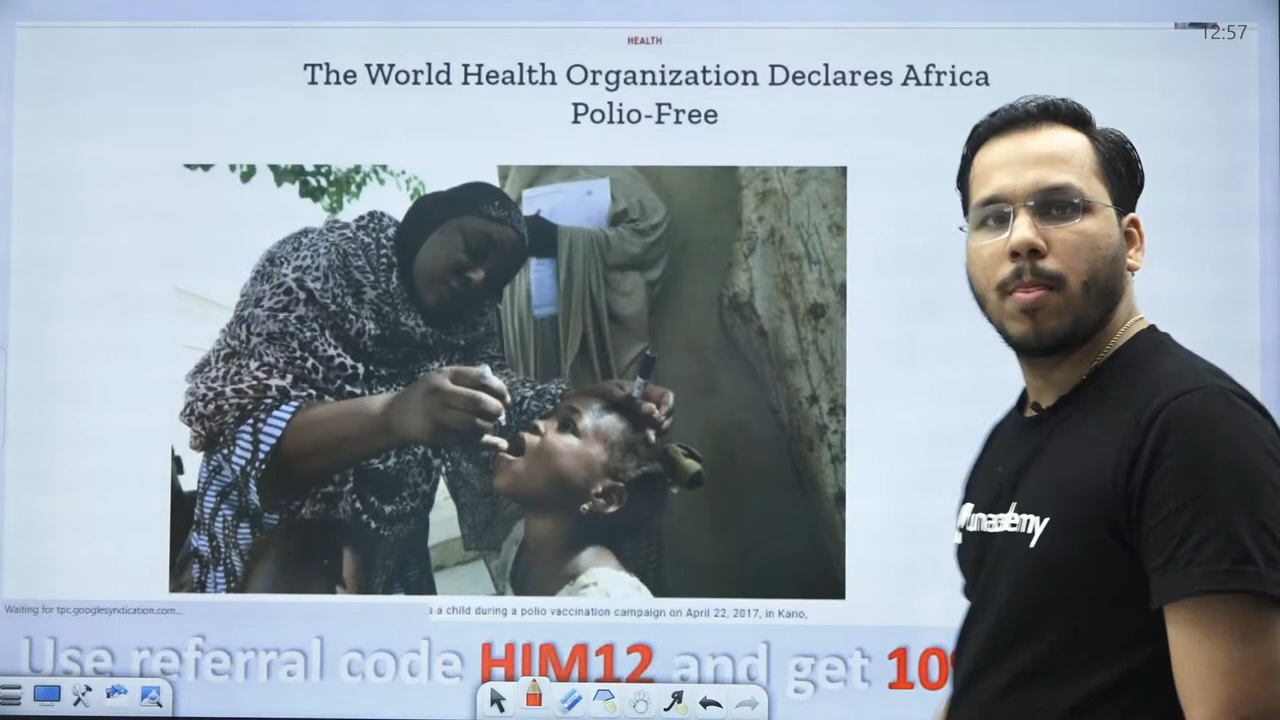 HEALTH
12:57
The World Health Organization Declares Africa
Polio-Free
Waiting for tpc.googlesyndication.com...
s a child during a polio vaccination campaign on April 22, 2017, in Kano,
Use referral code HIM12 and get 10
unacademy